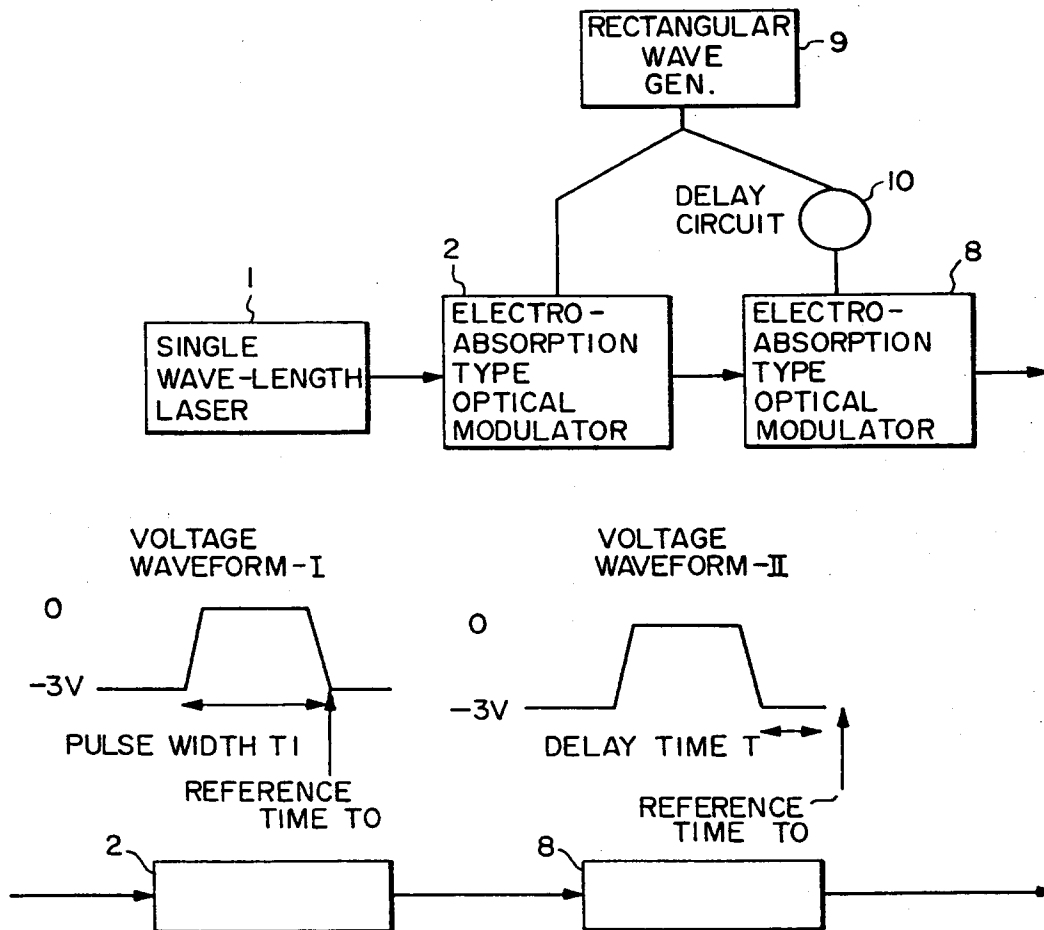 RECTANGULAR
WAVE
GEN.
9
DELAY
CIRCUIT
10
1
2
8
SINGLE
WAVE-LENGTH
LASER
ELECTRO-
ABSORPTION
TYPE
OPTICAL
MODULATOR
ELECTRO-
ABSORPTION
TYPE
OPTICAL
MODULATOR
VOLTAGE
WAVEFORM-I
0
-3V
PULSE WIDTH T1
REFERENCE
TIME TO
VOLTAGE
WAVEFORM-II
0
-3V
DELAY TIME T
REFERENCE
TIME TO
2
8